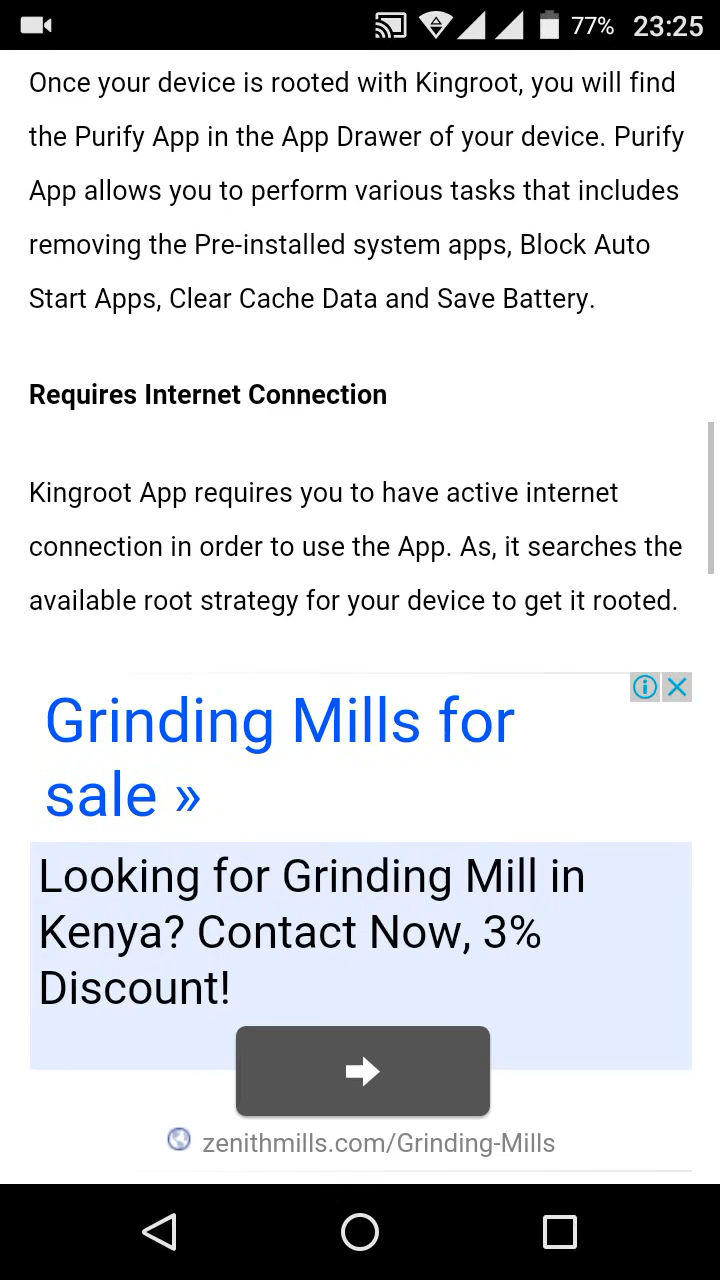 77% 23:25
Once your device is rooted with Kingroot, you will find
the Purify App in the App Drawer of your device. Purify
App allows you to perform various tasks that includes
removing the Pre-installed system apps, Block Auto
Start Apps, Clear Cache Data and Save Battery.
Requires Internet Connection
Kingroot App requires you to have active internet
connection in order to use the App. As, it searches the
available root strategy for your device to get it rooted.
Grinding Mills for
sale »
Looking for Grinding Mill in
Kenya? Contact Now, 3%
Discount!
zenithmills.com/Grinding-Mills